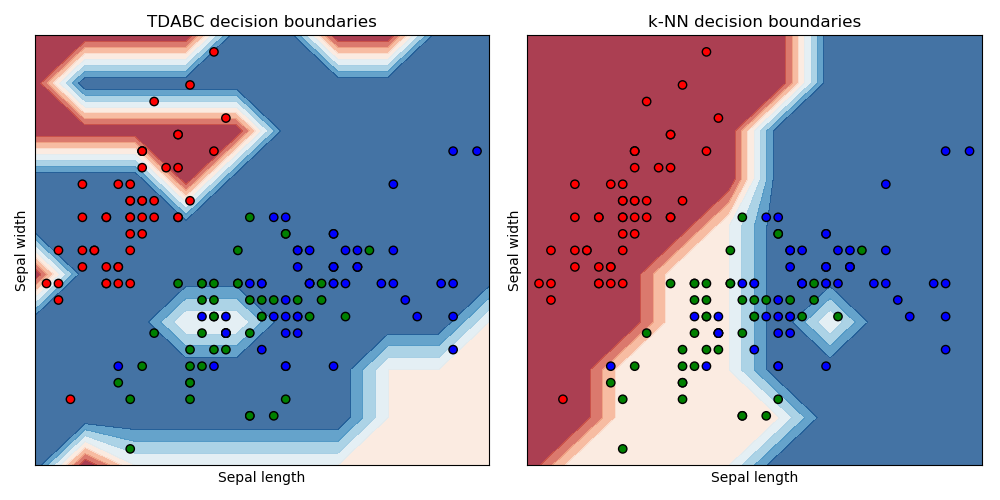 TDABC decision boundaries
k-NN decision boundaries
Sepal width
Sepal width
Sepal length
Sepal length